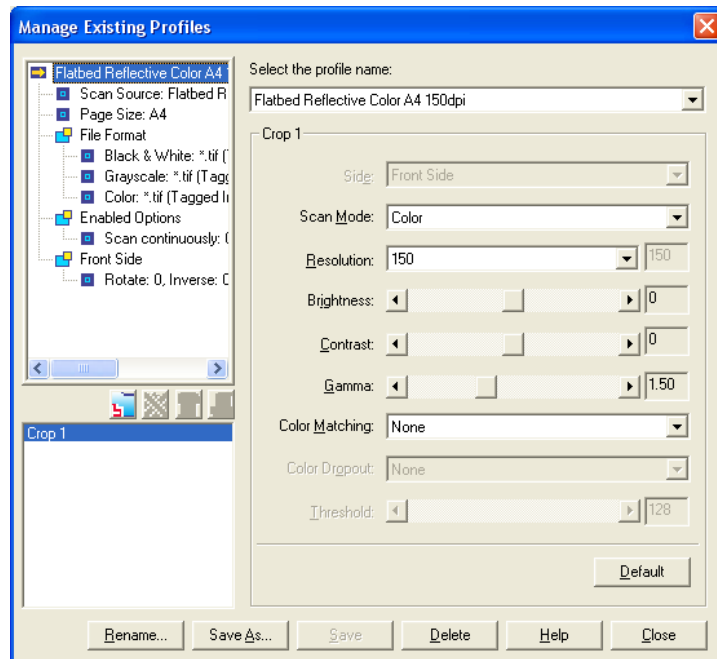 Manage Existing Profiles
Flatbed Reflective Color A4
Scan Source: Flatbed R
Page Size: A4
File Format
Black & White: *.tif (
Grayscale: *.tif (Tagg
Color: *.tif (Tagged I
Enabled Options
Scan continuously: 
Front Side
Rotate: 0, Inverse: 
Crop 1
Select the profile name:
Flatbed Reflective Color A4 150dpi
Crop 1
Side: Front Side
Scan Mode: Color
Resolution: 150 150
Brightness: 0
Contrast: 0
Gamma: 1.50
Color Matching: None
Color Dropout: None
Threshold: 128
Default
Rename... Save As... Save Delete Help Close